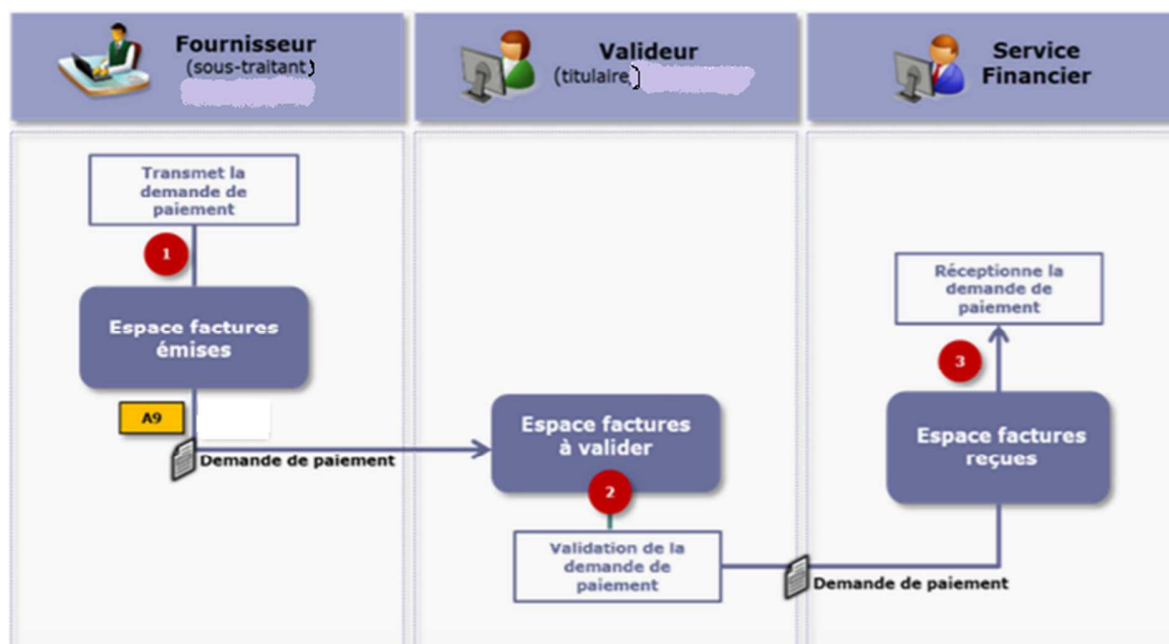 Fournisseur
(sous-traitant)
Valideur
(titulaire)
Service
Financier
Transmet la
demande de
paiement
1
Espace factures
émises
A9
Demande de paiement
Espace factures
à valider
2
Validation de la
demande de
paiement
Demande de paiement
Réceptionne la
demande de
paiement
3
Espace factures
reçues